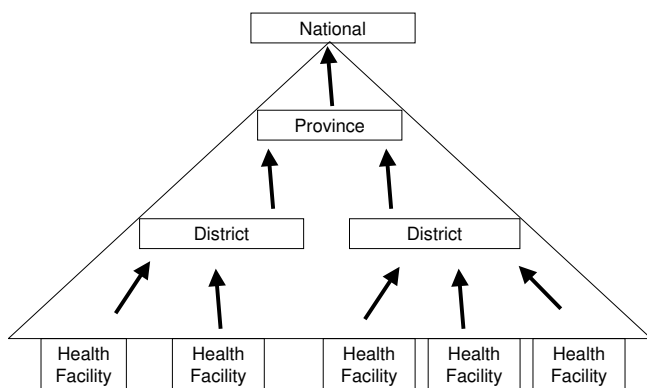 National
Province
District District
Health Health Health Health Health
Facility Facility Facility Facility Facility